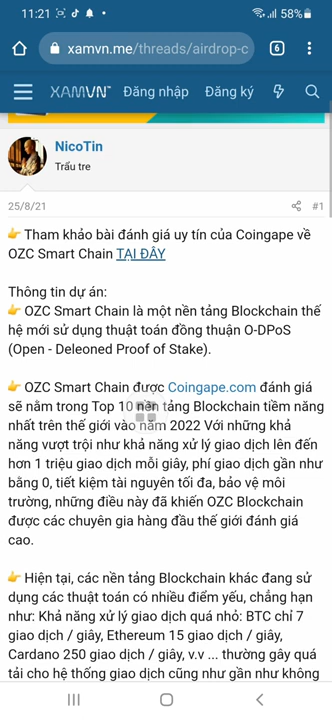 11:21
58%
xamvn.me/threads/airdrop-c
6
XAMVN
Đăng nhập
Đăng ký
NicoTin
Trẩu tre
25/8/21
#1
👉 Tham khảo bài đánh giá uy tín của Coingape về
OZC Smart Chain TẠI ĐÂY
Thông tin dự án:
👉 OZC Smart Chain là một nền tảng Blockchain thế
hệ mới sử dụng thuật toán đồng thuận O-DPoS
(Open - Deleoned Proof of Stake).
👉 OZC Smart Chain được Coingape.com đánh giá
sẽ nằm trong Top 10 nền tảng Blockchain tiềm năng
nhất trên thế giới vào năm 2022 Với những khả
năng vượt trội như khả năng xử lý giao dịch lên đến
hơn 1 triệu giao dịch mỗi giây, phí giao dịch gần như
bằng 0, tiết kiệm tài nguyên tối đa, bảo vệ môi
trường, những điều này đã khiến OZC Blockchain
được các chuyên gia hàng đầu thế giới đánh giá
cao.
👉 Hiện tại, các nền tảng Blockchain khác đang sử
dụng các thuật toán có nhiều điểm yếu, chẳng hạn
như: Khả năng xử lý giao dịch quá nhỏ: BTC chỉ 7
giao dịch / giây, Ethereum 15 giao dịch / giây,
Cardano 250 giao dịch / giây, v.v ... thường gây quá
tải cho hệ thống giao dịch cũng như gần như không